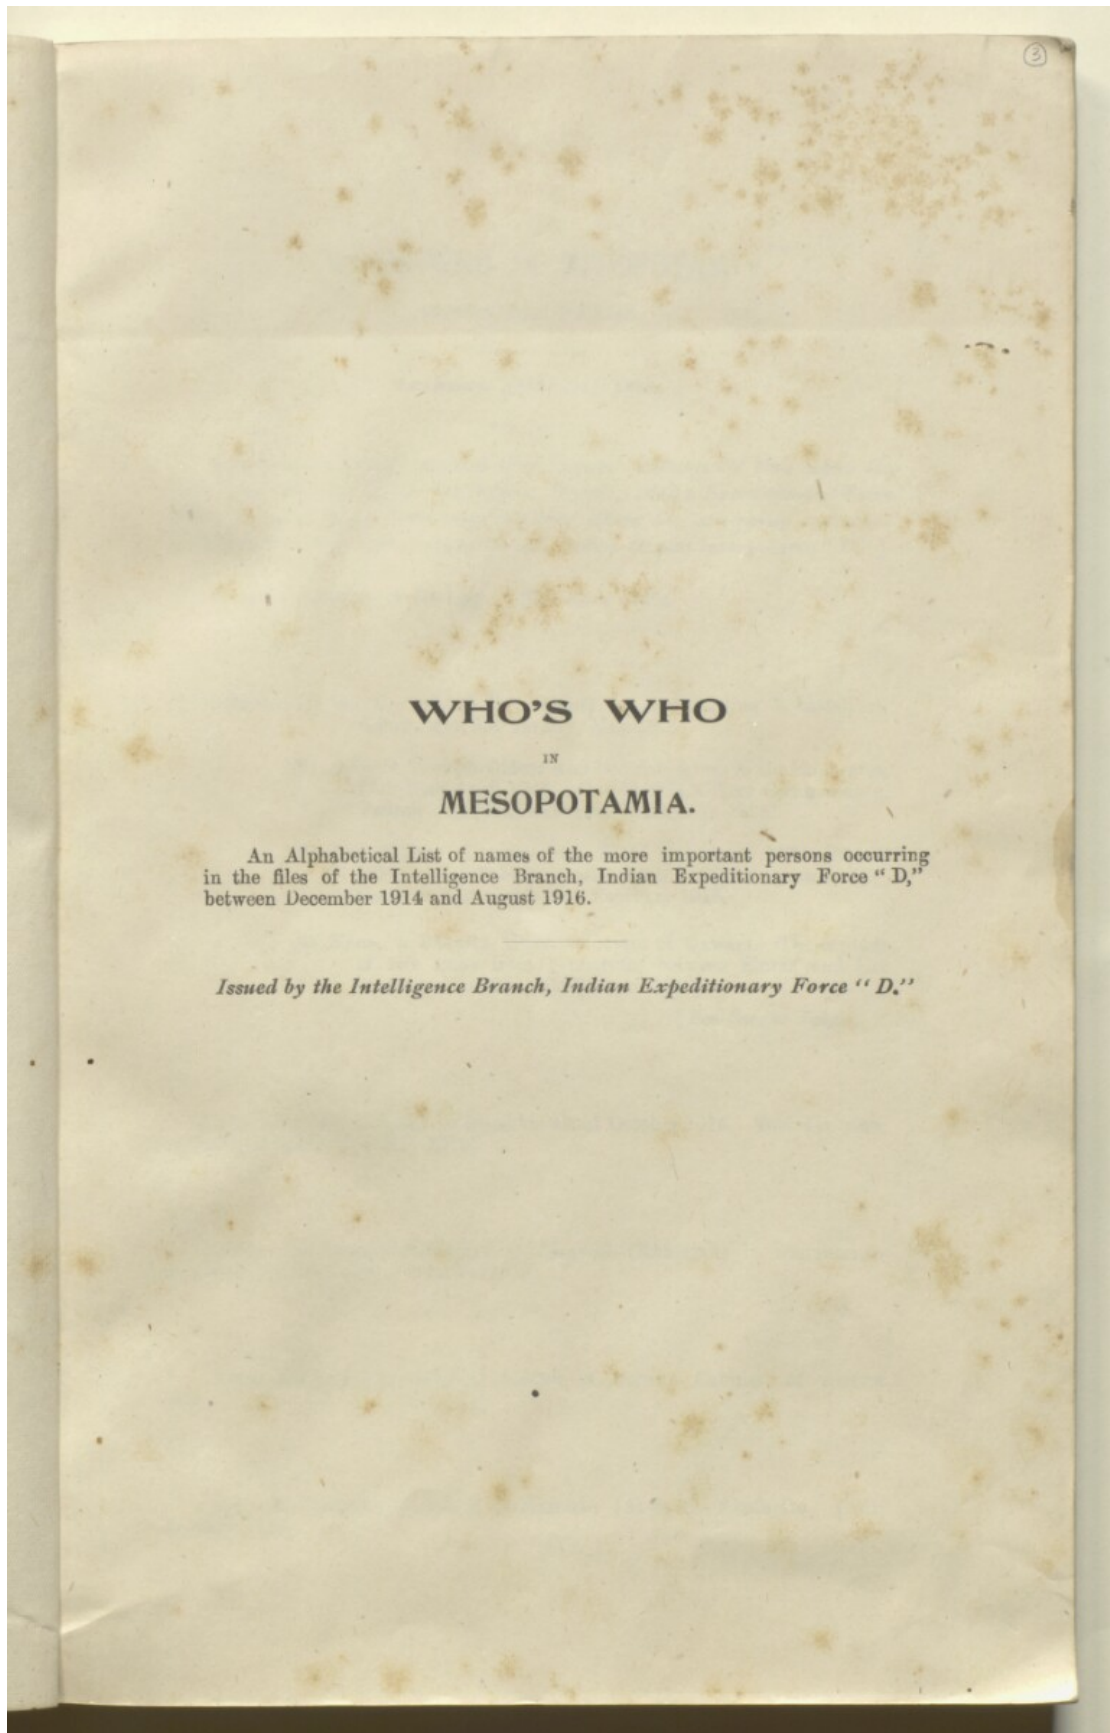 3
WHO'S WHO
IN
MESOPOTAMIA.
An Alphabetical List of names of the more important persons occurring
in the files of the Intelligence Branch, Indian Expeditionary Force "D,"
between December 1914 and August 1916.
Issued by the Intelligence Branch, Indian Expeditionary Force "D."